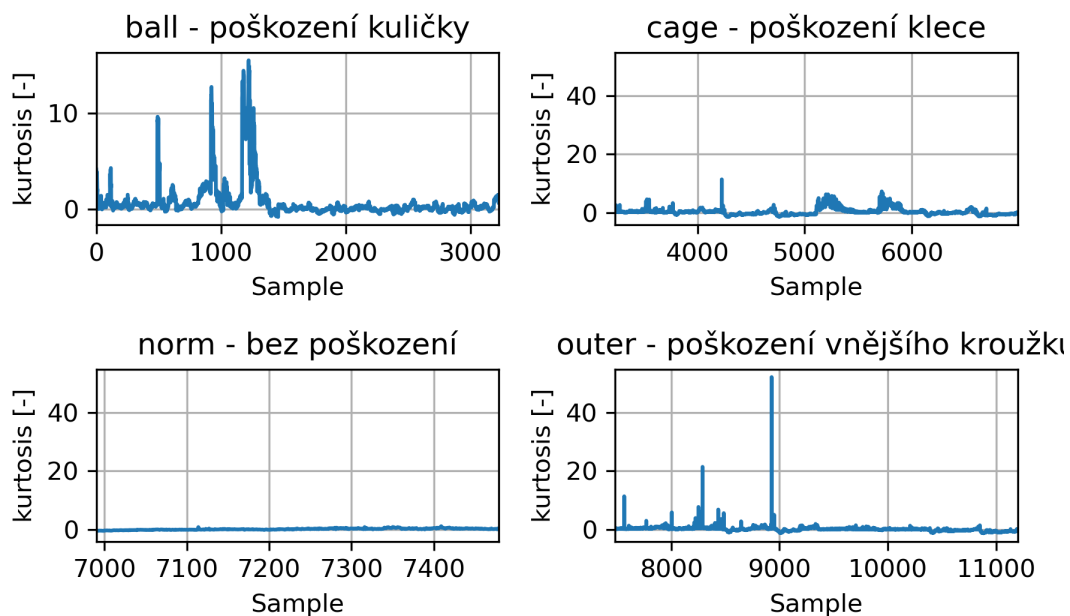 ball - poškození kuličky
kurtosis [-]
10
0
0 1000 2000 3000
Sample
cage - poškození klece
kurtosis [-]
40
20
0
4000 5000 6000
Sample
norm - bez poškození
kurtosis [-]
40
20
0
7000 7100 7200 7300 7400
Sample
outer - poškození vnějšího kroužku
kurtosis [-]
40
20
0
8000 9000 10000 11000
Sample